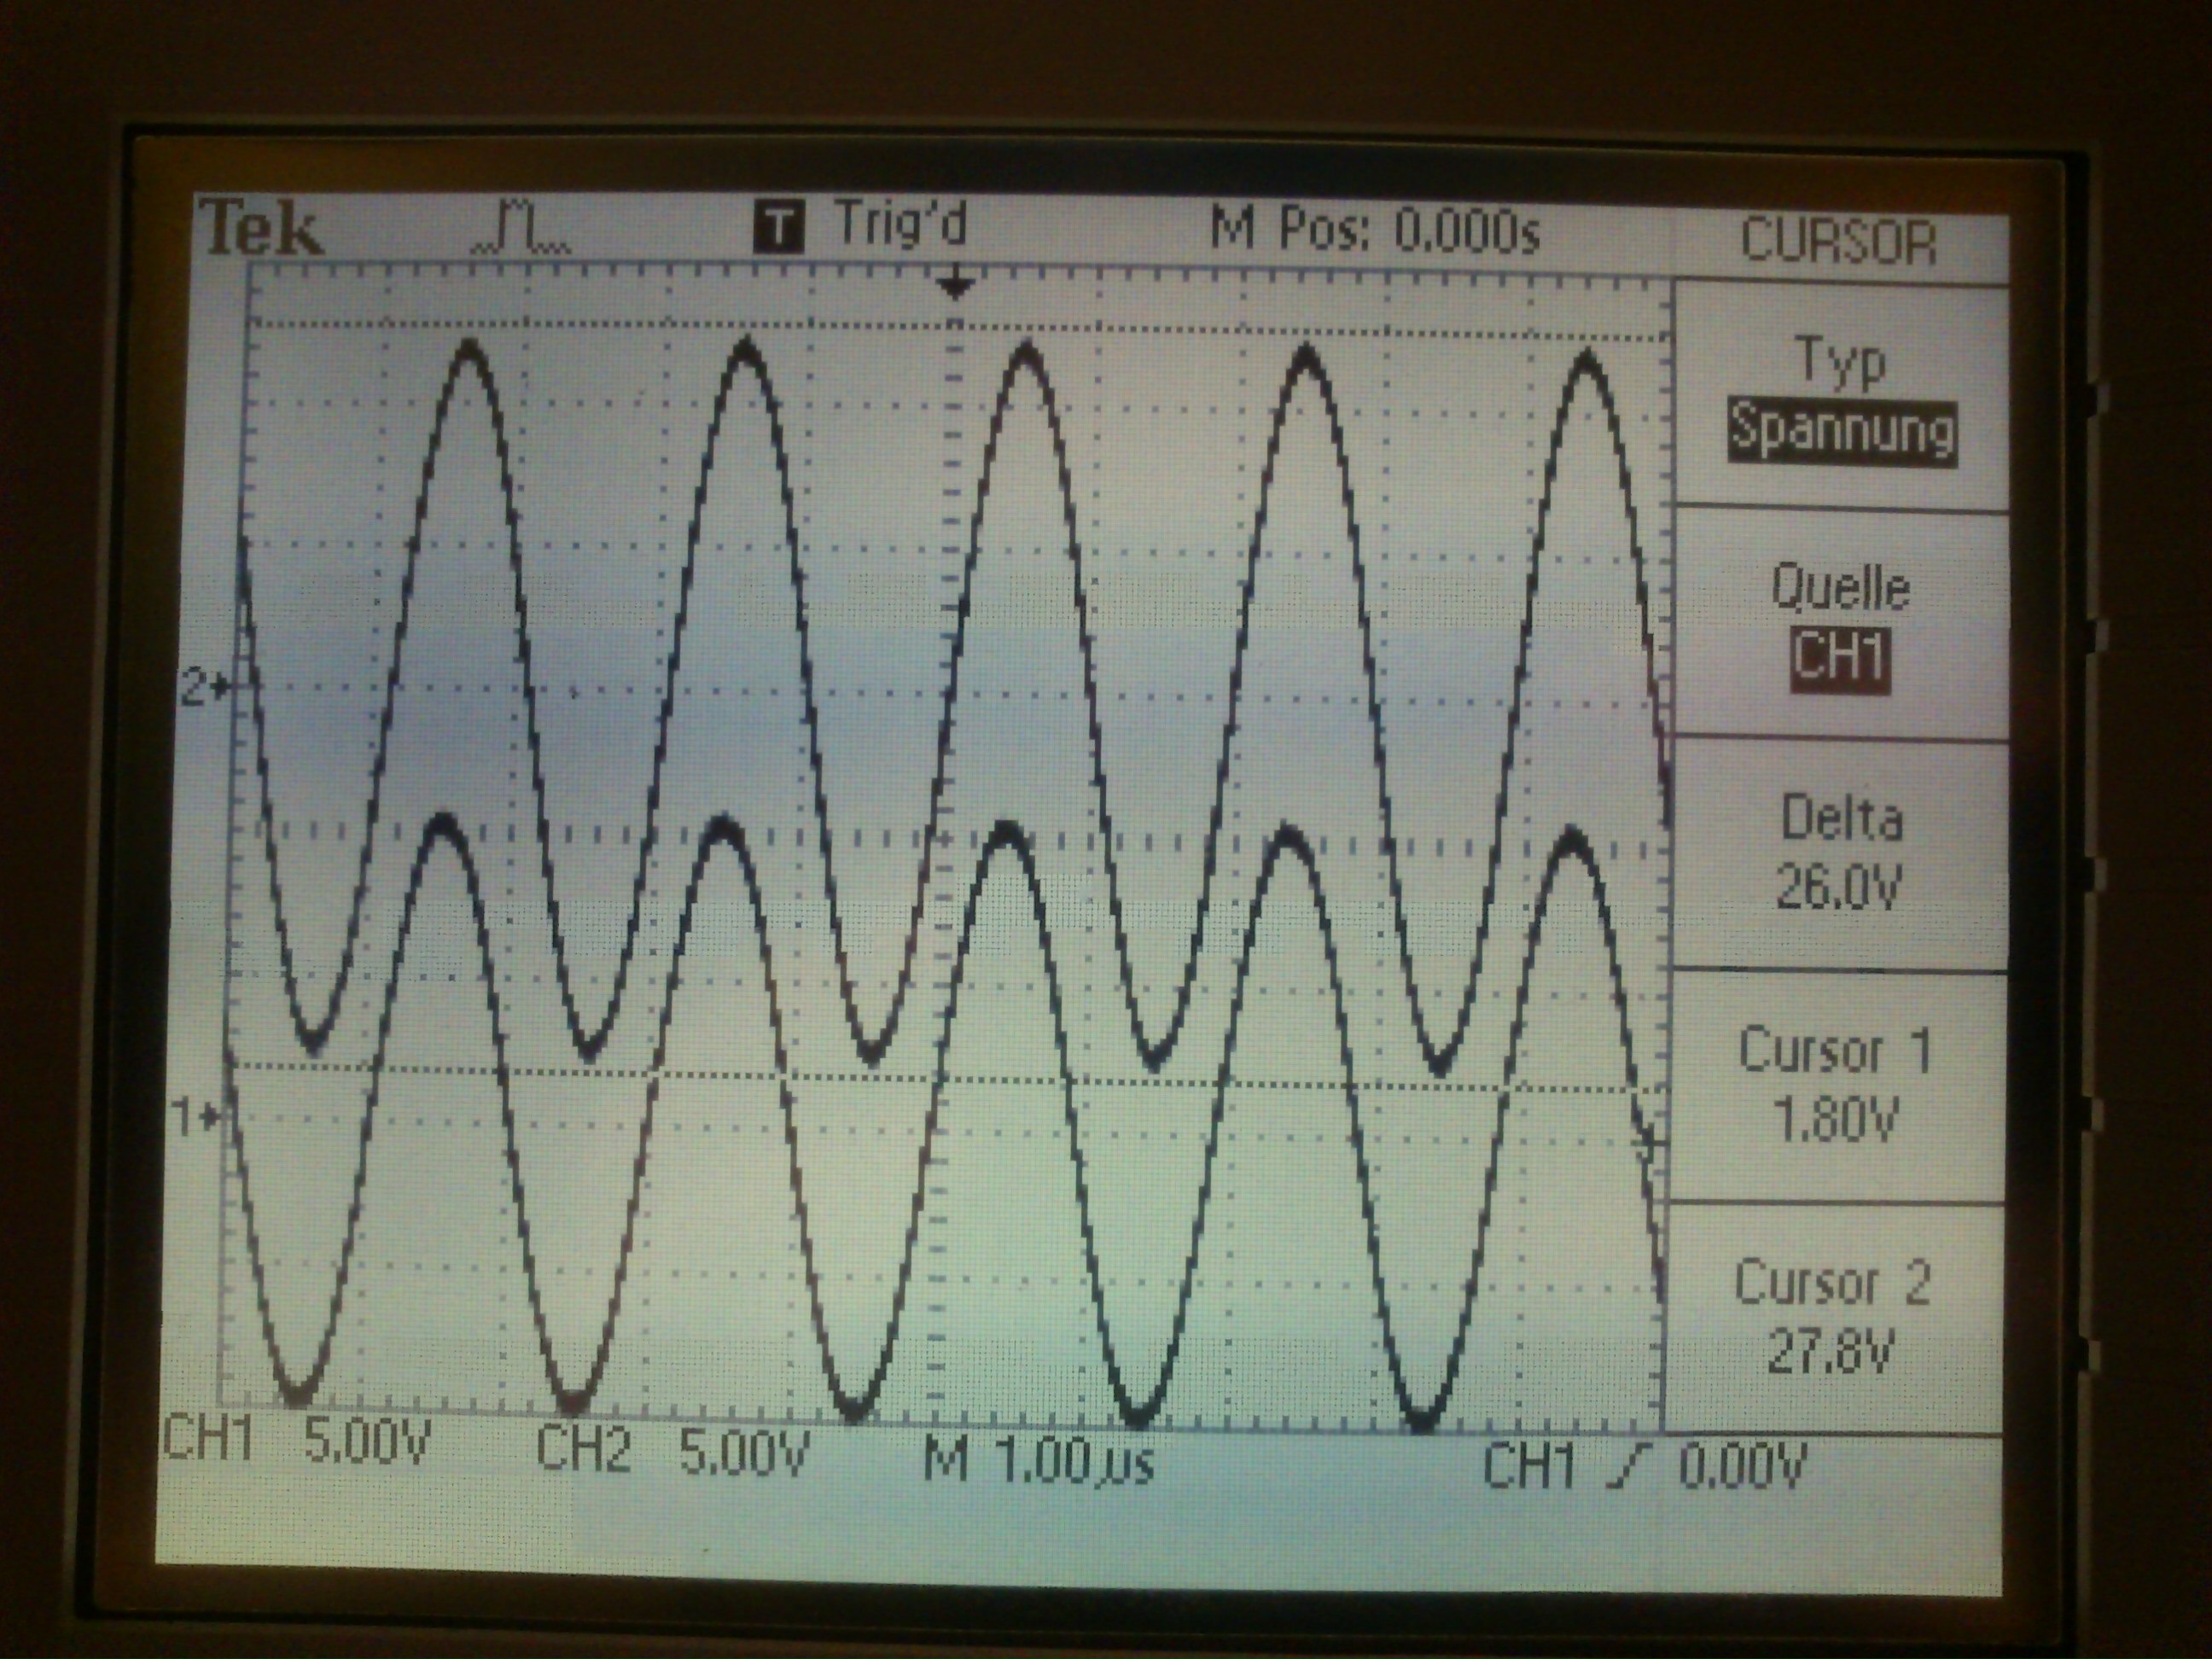 Tek T Trig'd M Pos: 0.000s CURSOR
Typ
Spannung
Quelle
CH1
2
Delta
26.0V
Cursor 1
1.80V
1
Cursor 2
27.8V
CH1 5.00V CH2 5.00V M 1.00µs CH1 0.00V